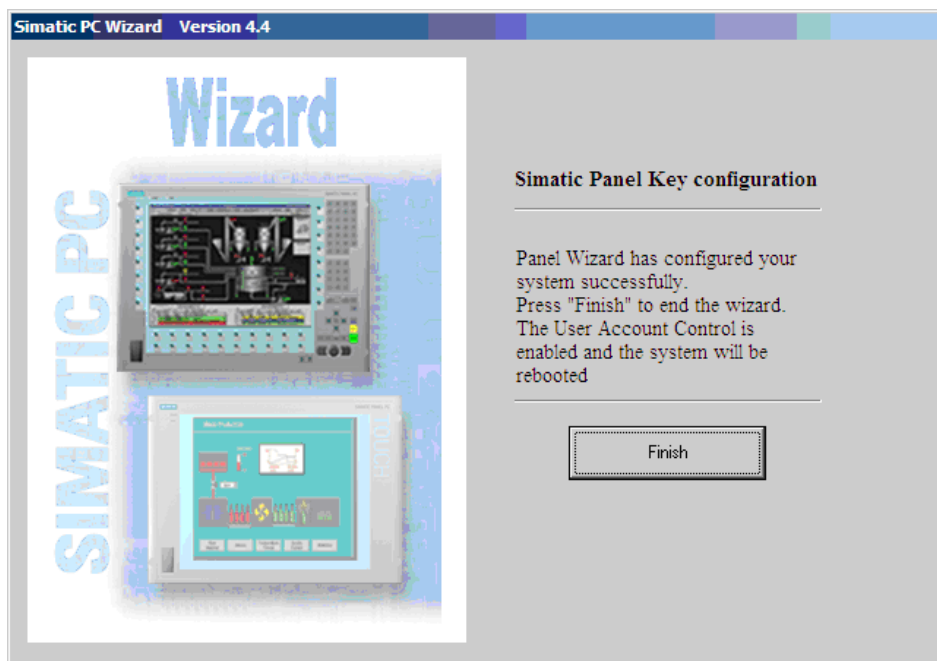 Simatic PC Wizard Version 4.4
Wizard
SIMATIC PC
Simatic Panel Key configuration
Panel Wizard has configured your
system successfully.
Press "Finish" to end the wizard.
The User Account Control is
enabled and the system will be
rebooted
Finish
TOUCH